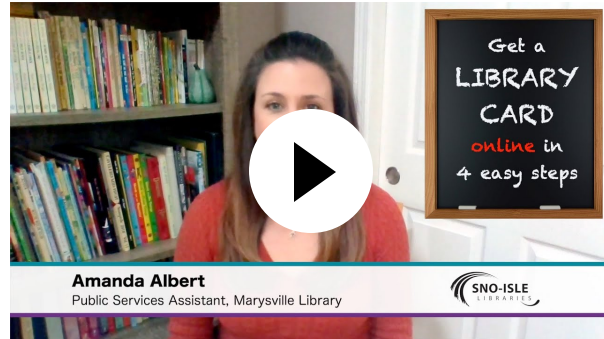 Get a
LIBRARY
CARD
online in
4 easy steps
Amanda Albert
Public Services Assistant, Marysville Library
SNO-ISLE
LIBRARIES